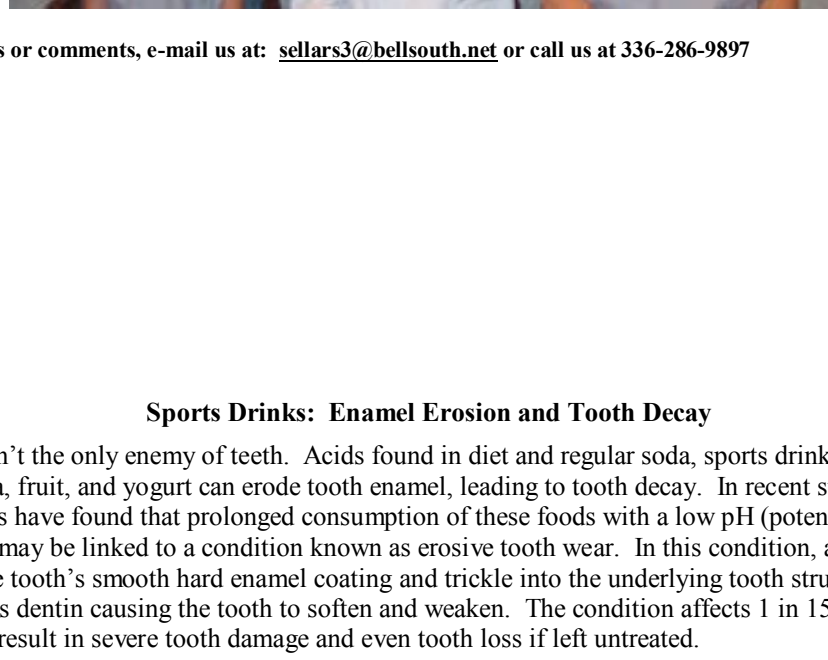 s or comments, e-mail us at:  sellars3@bellsouth.net or call us at 336-286-9897
Sports Drinks:  Enamel Erosion and Tooth Decay
n’t the only enemy of teeth.  Acids found in diet and regular soda, sports drink
, fruit, and yogurt can erode tooth enamel, leading to tooth decay.  In recent s
s have found that prolonged consumption of these foods with a low pH (poten
may be linked to a condition known as erosive tooth wear.  In this condition, a
e tooth’s smooth hard enamel coating and trickle into the underlying tooth stru
s dentin causing the tooth to soften and weaken.  The condition affects 1 in 15
result in severe tooth damage and even tooth loss if left untreated.